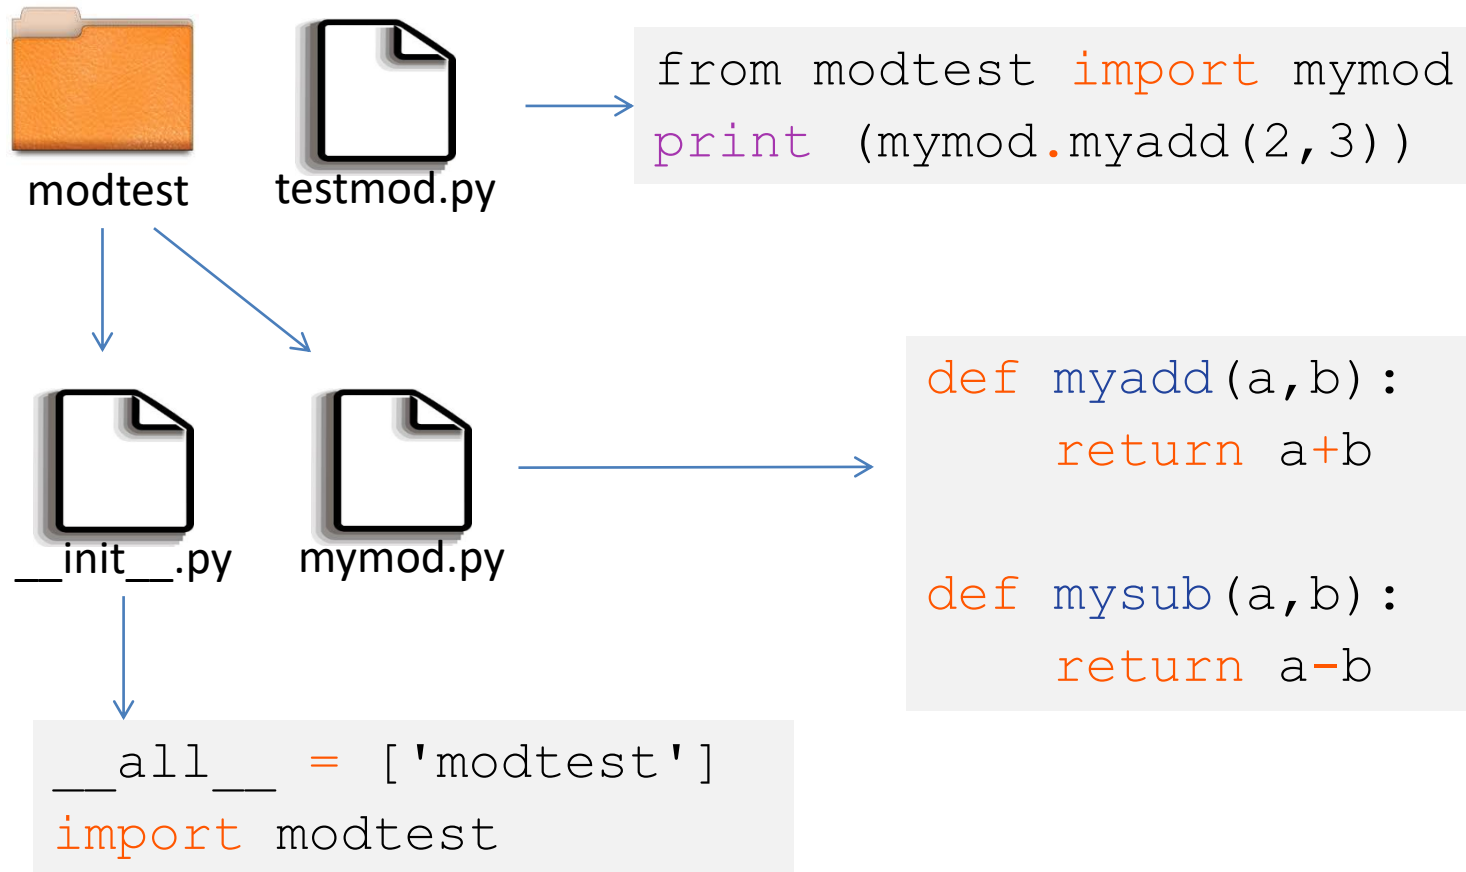 modtest
testmod.py
from modtest import mymod
print (mymod.myadd(2,3))
__init__.py
mymod.py
def myadd(a,b):
    return a+b
def mysub(a,b):
    return a-b
__all__ = ['modtest']
import modtest